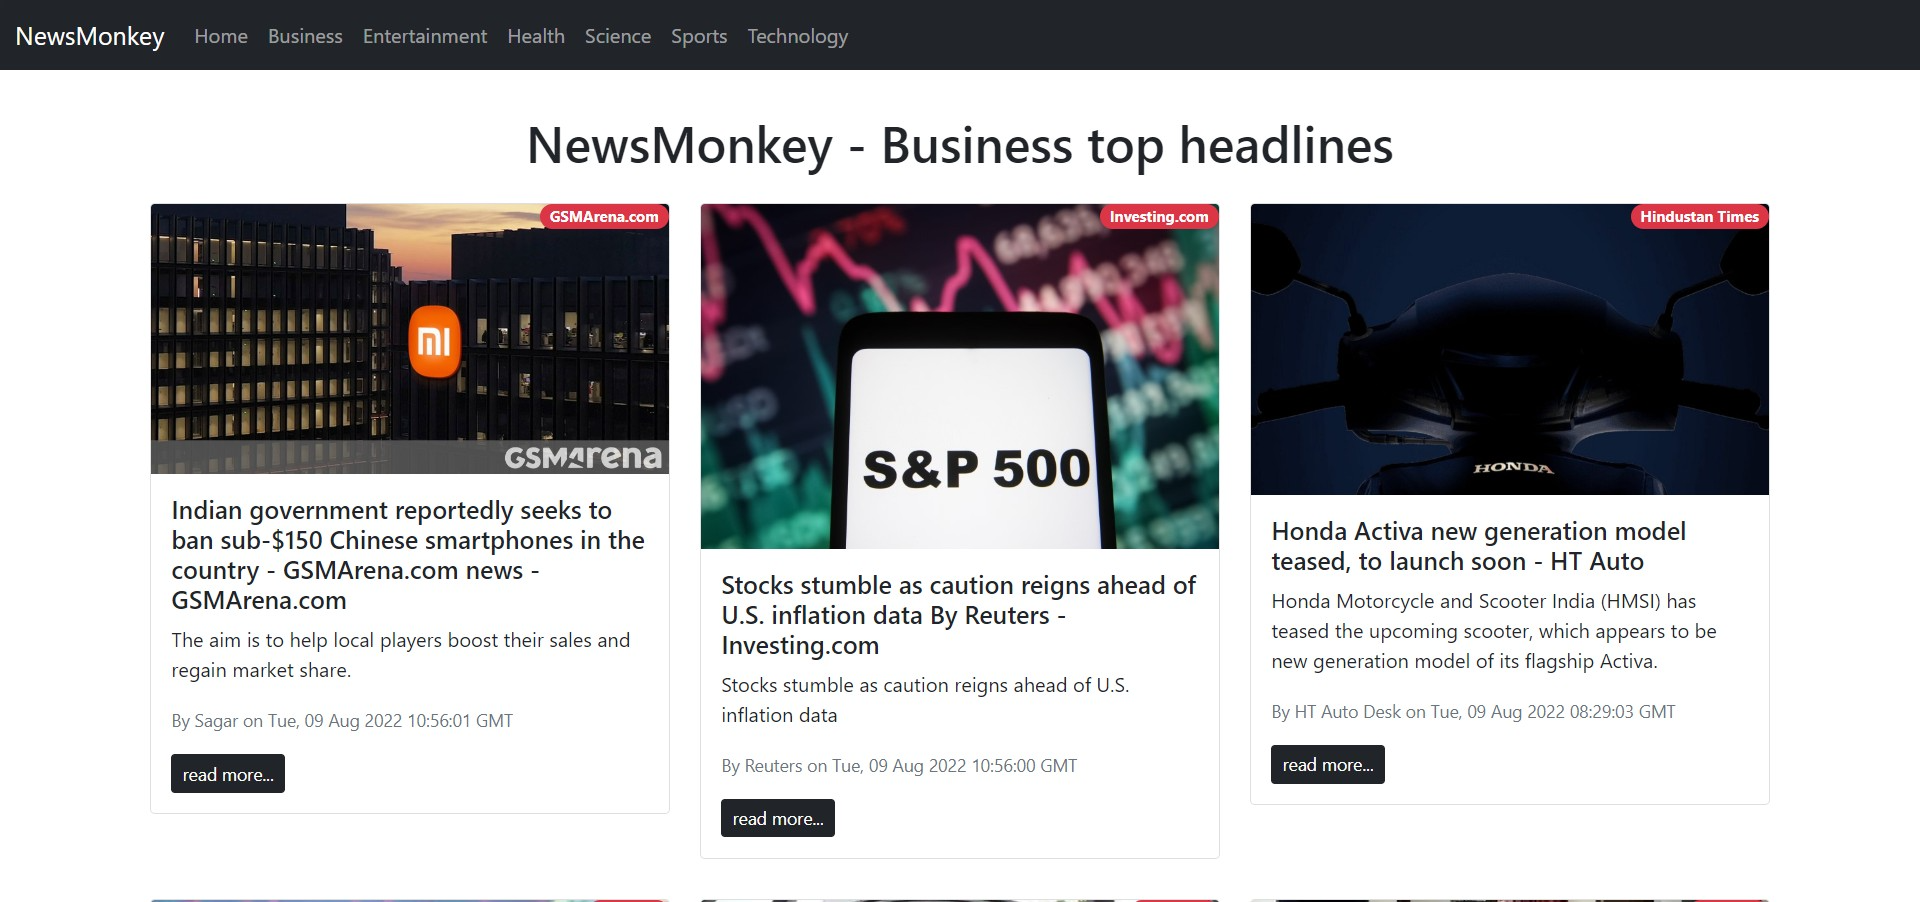 NewsMonkey Home Business Entertainment Health Science Sports Technology
NewsMonkey - Business top headlines
GSMArena.com
MI
GSMArena
Indian government reportedly seeks to
ban sub-$150 Chinese smartphones in the
country - GSMArena.com news -
GSMArena.com
The aim is to help local players boost their sales and
regain market share.
By Sagar on Tue, 09 Aug 2022 10:56:01 GMT
read more...
Investing.com
S&P 500
Stocks stumble as caution reigns ahead of
U.S. inflation data By Reuters -
Investing.com
Stocks stumble as caution reigns ahead of U.S.
inflation data
By Reuters on Tue, 09 Aug 2022 10:56:00 GMT
read more...
Hindustan Times
HONDA
Honda Activa new generation model
teased, to launch soon - HT Auto
Honda Motorcycle and Scooter India (HMSI) has
teased the upcoming scooter, which appears to be
new generation model of its flagship Activa.
By HT Auto Desk on Tue, 09 Aug 2022 08:29:03 GMT
read more...